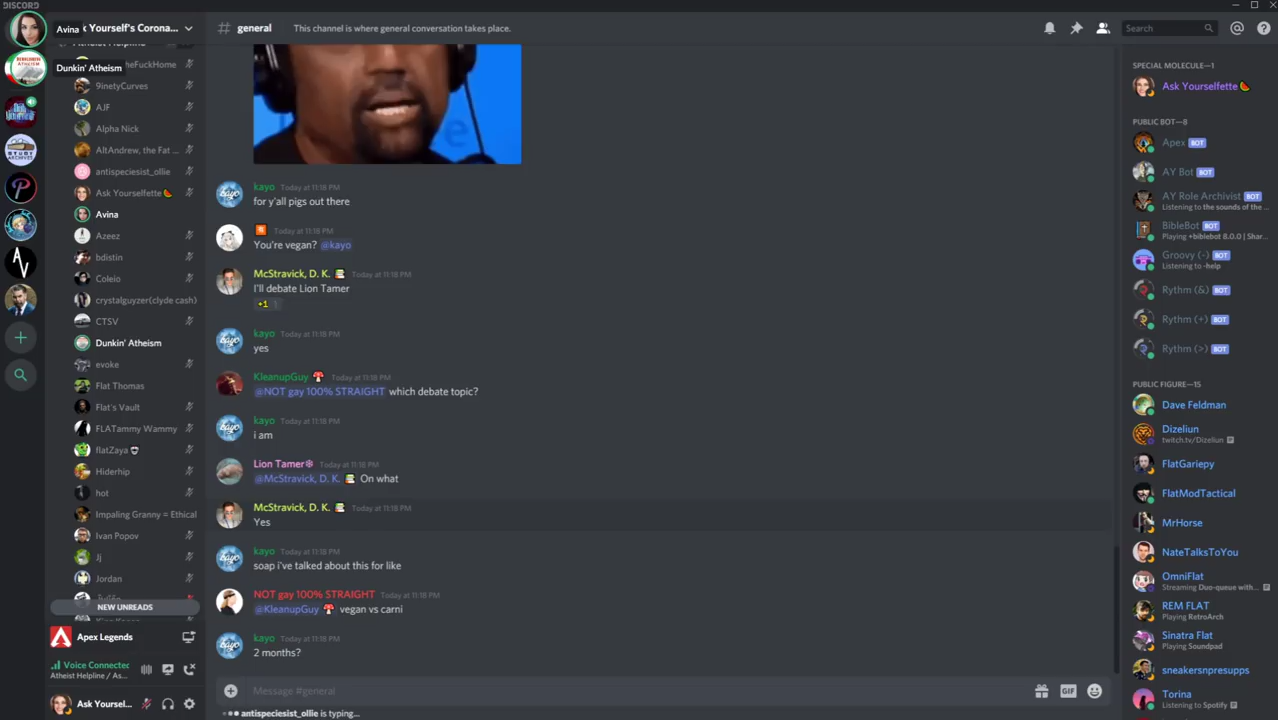 DISCORD
Avina
sk Yourself's Corona...
general
This channel is where general conversation takes place.
Search
Dunkin' Atheism
9inetyCurves
AJF
Alpha Nick
AltAndrew, the Fat ...
antispeciesist_ollie
Ask Yourselfette 🍉
Avina
Azeez
bdistin
Coleio
crystalguyzer(clyde cash)
CTSV
Dunkin' Atheism
evoke
Flat Thomas
Flat's Vault
FLATammy Wammy
flatZaya
Hiderhip
hot
Impaling Granny = Ethical
Ivan Popov
Jj
Jordan
NEW UNREADS
Apex Legends
Voice Connected
Atheist Helpline / As...
Ask Yoursel...
kayo Today at 11:18 PM
for y'all pigs out there
Today at 11:18 PM
You're vegan? @kayo
McStravick, D. K. Today at 11:18 PM
I'll debate Lion Tamer
+1 1
kayo Today at 11:18 PM
yes
KleanupGuy 🍄 Today at 11:18 PM
@NOT gay 100% STRAIGHT which debate topic?
kayo Today at 11:18 PM
i am
Lion Tamer❄ Today at 11:18 PM
@McStravick, D. K. On what
McStravick, D. K. Today at 11:18 PM
Yes
kayo Today at 11:18 PM
soap i've talked about this for like
NOT gay 100% STRAIGHT Today at 11:18 PM
@KleanupGuy 🍄 vegan vs carni
kayo Today at 11:18 PM
2 months?
Message #general
GIF
antispeciesist_ollie is typing...
SPECIAL MOLECULE—1
Ask Yourselfette 🍉
PUBLIC BOT—8
Apex BOT
AY Bot BOT
AY Role Archivist BOT
Listening to the sounds of the...
BibleBot BOT
Playing +biblebot 8.0.0 | Shar...
Groovy (-) BOT
Listening to -help
Rythm (&) BOT
Rythm (+) BOT
Rythm (>) BOT
PUBLIC FIGURE—15
Dave Feldman
Dizeliun
twitch.tv/Dizeliun
FlatGariepy
FlatModTactical
MrHorse
NateTalksToYou
OmniFlat
Streaming Duo-queue with...
REM FLAT
Playing RetroArch
Sinatra Flat
Playing Soundpad
sneakersnpresupps
Torina
Listening to Spotify